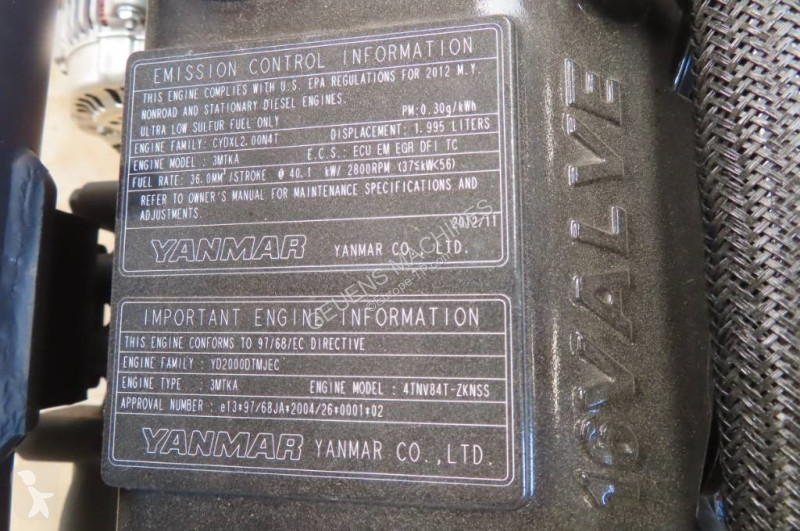 EMISSION CONTROL INFORMATION
THIS ENGINE COMPLIES WITH U.S. EPA REGULATIONS FOR 2012 M.Y.
NONROAD AND STATIONARY DIESEL ENGINES.
ULTRA LOW SULFUR FUEL ONLY PM:0.30g/kWh
ENGINE FAMILY: CYDXL2.00N4T DISPLACEMENT: 1.995 LITERS
ENGINE MODEL: 3MTKA E.C.S.: ECU EM EGR DFI TC
FUEL RATE: 36.0MM³/STROKE @ 40.1 kW/ 2800RPM (37≤kW<56)
REFER TO OWNER'S MANUAL FOR MAINTENANCE SPECIFICATIONS AND
ADJUSTMENTS.
2012/11
YANMAR YANMAR CO., LTD.
IMPORTANT ENGINE INFORMATION
THIS ENGINE CONFORMS TO 97/68/EC DIRECTIVE
ENGINE FAMILY : YD2000DTMJEC
ENGINE TYPE : 3MTKA ENGINE MODEL: 4TNV84T-ZKNSS
APPROVAL NUMBER : e13*97/68JA*2004/26*0001*02
YANMAR YANMAR CO.,LTD.
16VALVE
GEUENS MACHINES